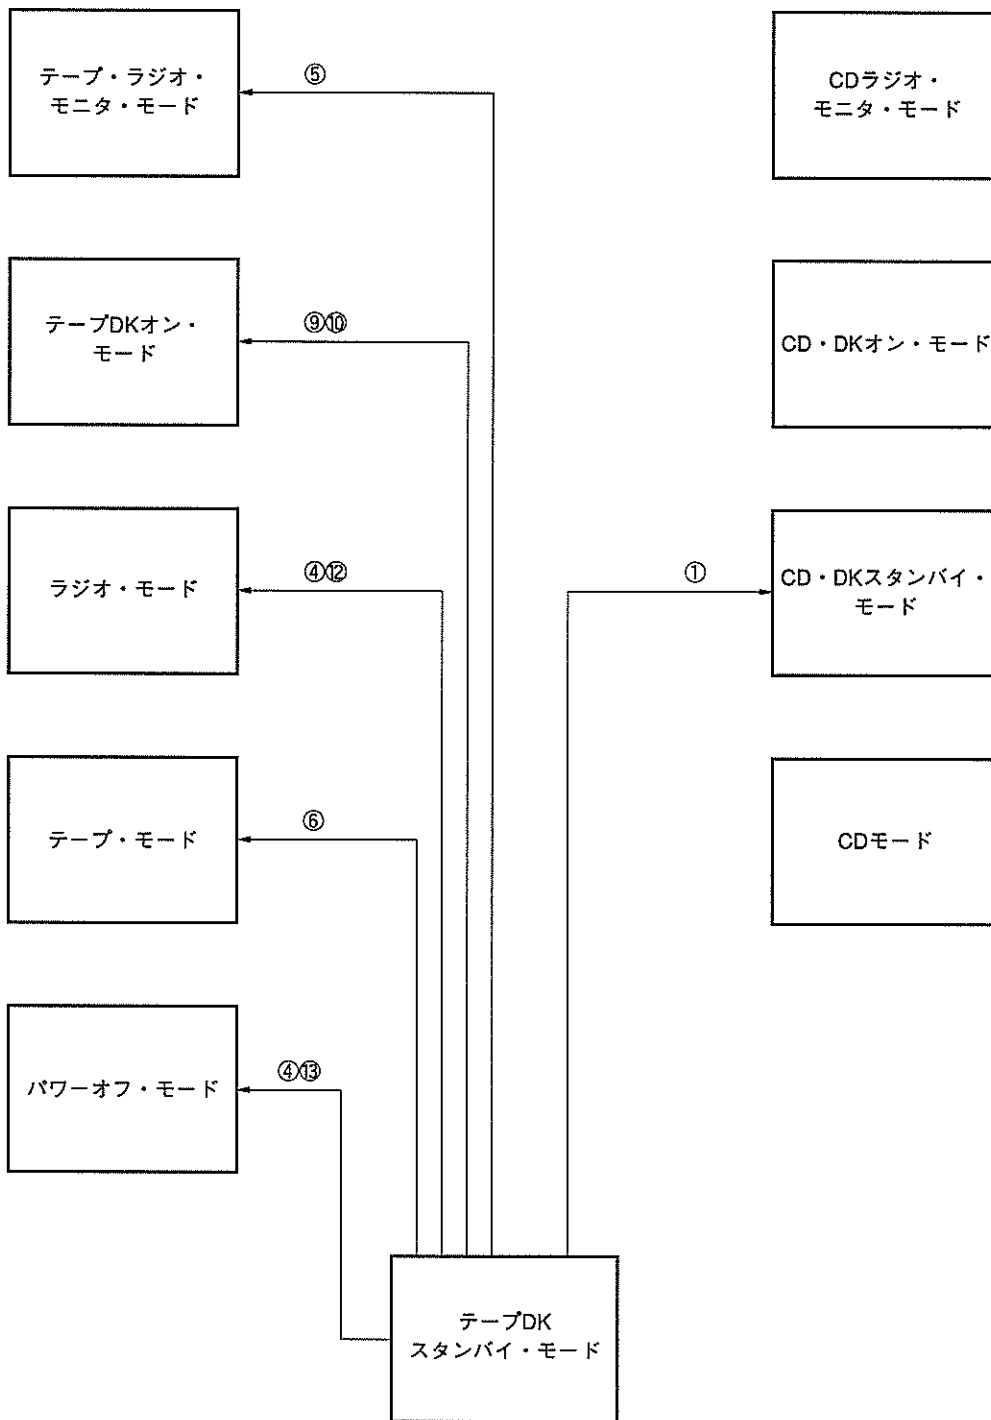 テープ・ラジオ・
モニタ・モード
⑤
CDラジオ・
モニタ・モード
テープDKオン・
モード
⑨⑩
CD・DKオン・モード
ラジオ・モード
④⑫
①
CD・DKスタンバイ・
モード
テープ・モード
⑥
CDモード
パワーオフ・モード
④⑬
テープDK
スタンバイ・モード